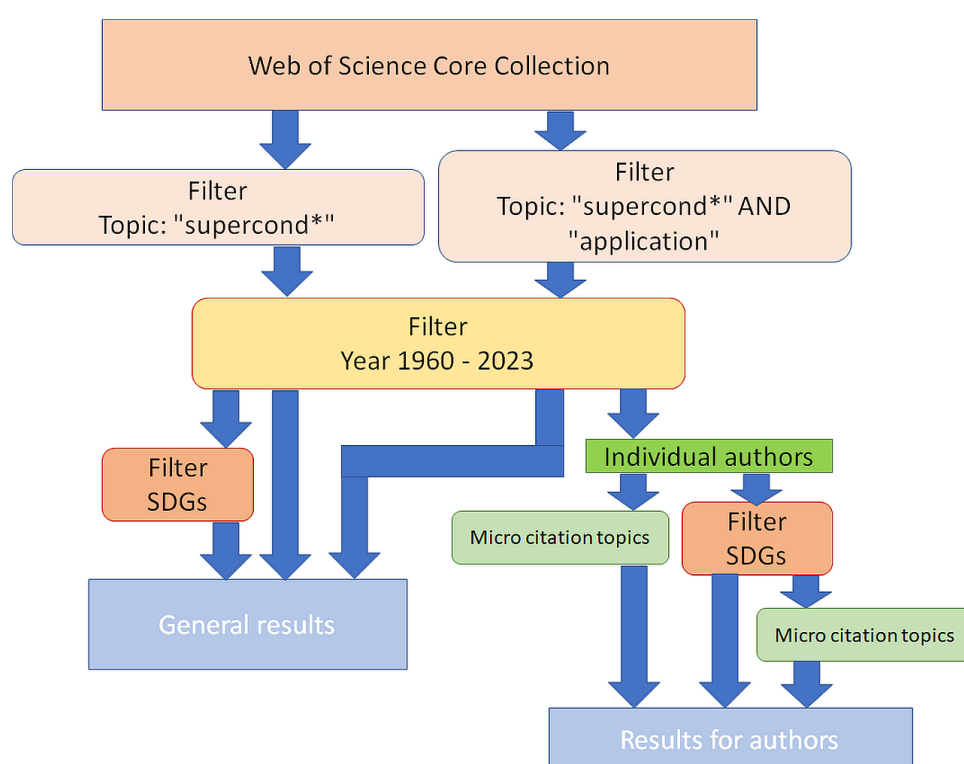 Web of Science Core Collection
Filter
Topic: "supercond*"
Filter
Topic: "supercond*" AND
"application"
Filter
Year 1960 - 2023
Filter
SDGs
Individual authors
Micro citation topics
Filter
SDGs
General results
Micro citation topics
Results for authors